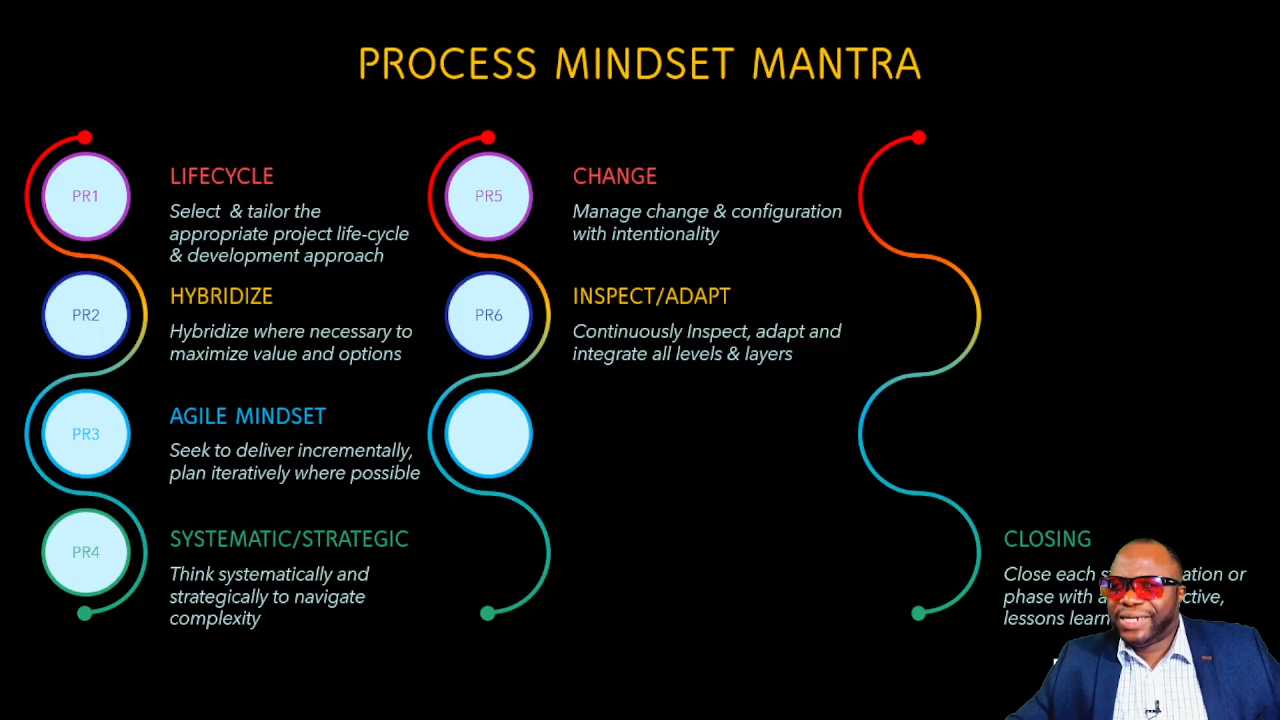 PROCESS MINDSET MANTRA
PR1
LIFECYCLE
Select & tailor the
appropriate project life-cycle
& development approach
PR2
HYBRIDIZE
Hybridize where necessary to
maximize value and options
PR3
AGILE MINDSET
Seek to deliver incrementally,
plan iteratively where possible
PR4
SYSTEMATIC/STRATEGIC
Think systematically and
strategically to navigate
complexity
PR5
CHANGE
Manage change & configuration
with intentionality
PR6
INSPECT/ADAPT
Continuously Inspect, adapt and
integrate all levels & layers
CLOSING
Close each or
phase with
lessons